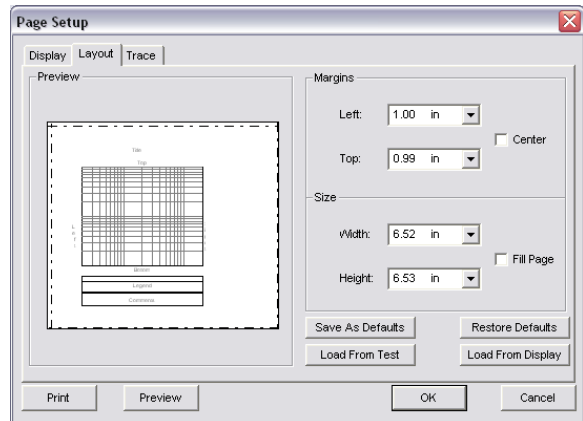 Page Setup
Display Layout Trace
Preview
Title
Top
Left
Bottom
Legend
Comments
Margins
Left: 1.00 in
Center
Top: 0.99 in
Size
Width: 6.52 in
Fill Page
Height: 6.53 in
Save As Defaults Restore Defaults
Load From Test Load From Display
Print Preview OK Cancel